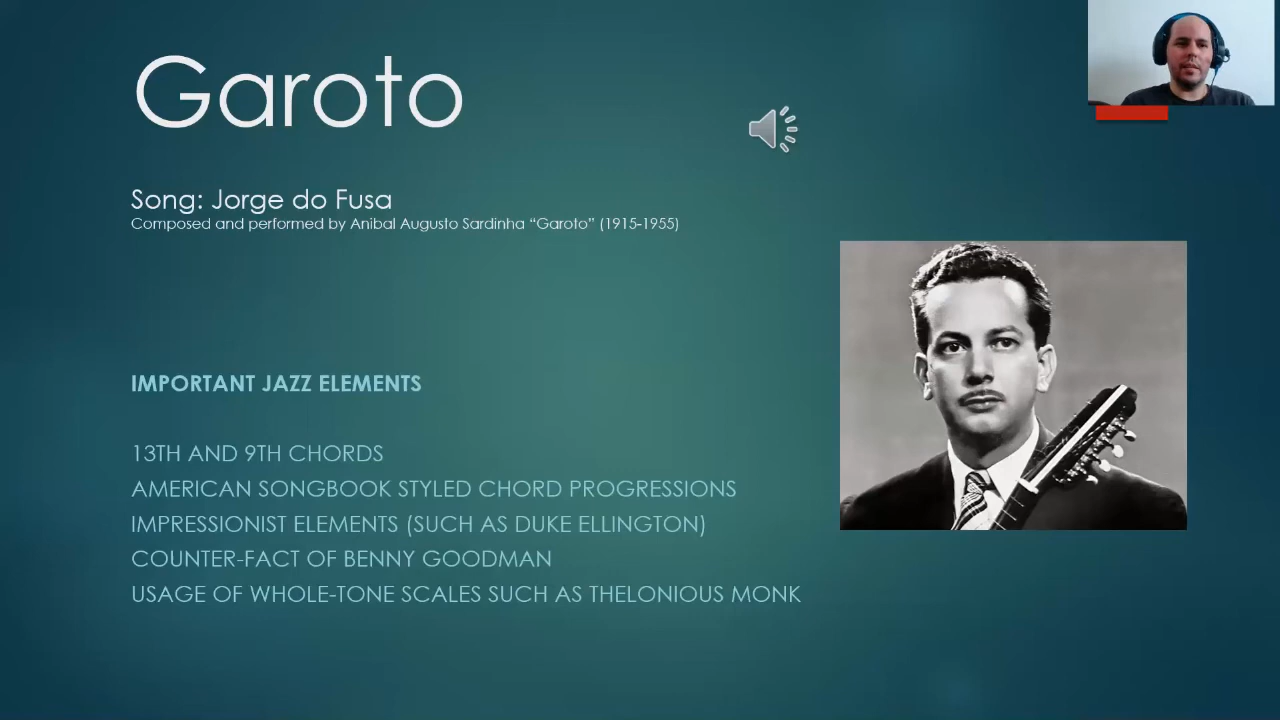 Garoto
Song: Jorge do Fusa
Composed and performed by Anibal Augusto Sardinha “Garoto” (1915-1955)
IMPORTANT JAZZ ELEMENTS
13TH AND 9TH CHORDS
AMERICAN SONGBOOK STYLED CHORD PROGRESSIONS
IMPRESSIONIST ELEMENTS (SUCH AS DUKE ELLINGTON)
COUNTER-FACT OF BENNY GOODMAN
USAGE OF WHOLE-TONE SCALES SUCH AS THELONIOUS MONK